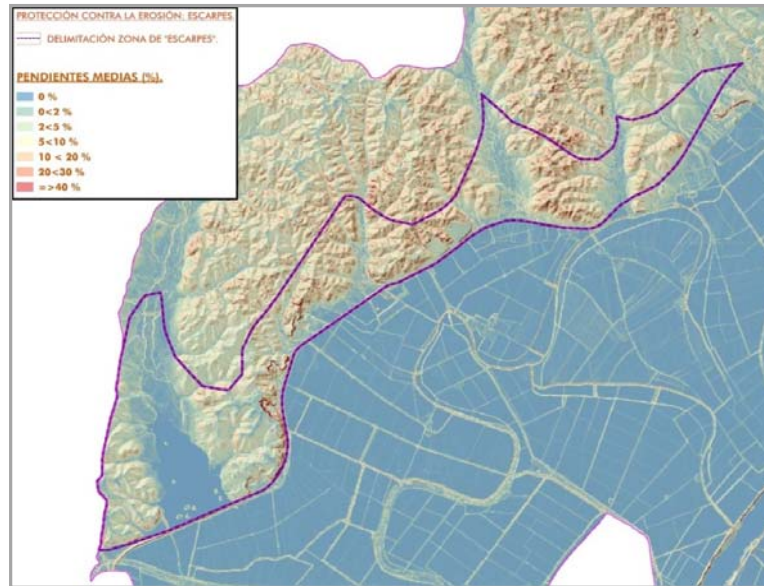 PROTECCIÓN CONTRA LA EROSIÓN: ESCARPES.
DELIMITACIÓN ZONA DE "ESCARPES".
PENDIENTES MEDIAS (%).
0 %
0<2 %
2<5 %
5<10 %
10 < 20 %
20<30 %
=>40 %